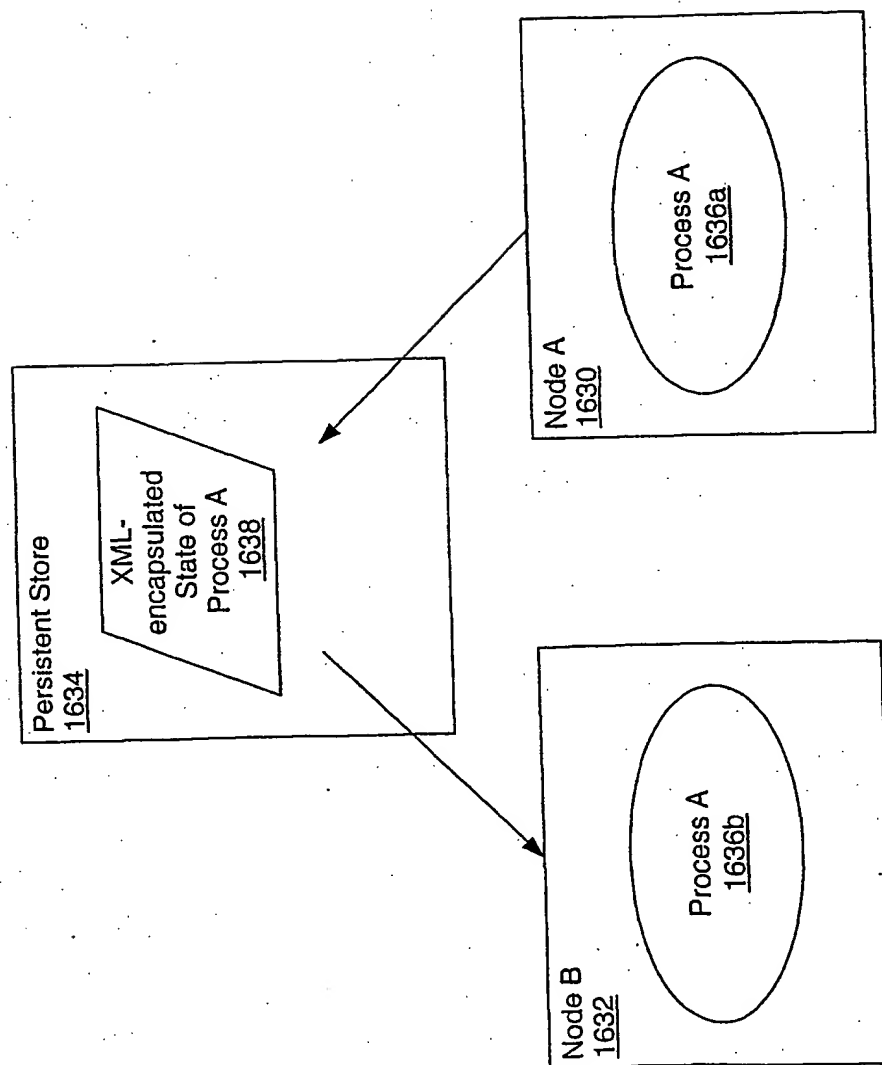 Persistent Store
1634
XML-
encapsulated
State of
Process A
1638
Node B
1632
Process A
1636b
Node A
1630
Process A
1636a